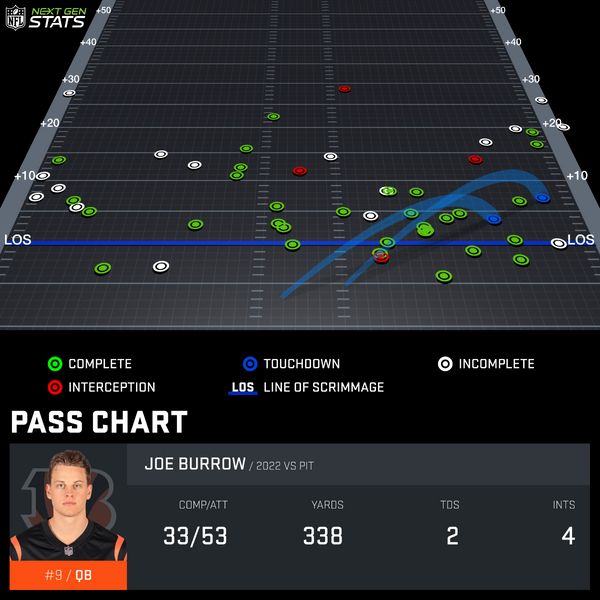 NFL NEXT GEN STATS
+50 +50
+40 +40
+30 +30
+20 +20
+10 +10
LOS LOS
COMPLETE TOUCHDOWN INCOMPLETE
INTERCEPTION LOS LINE OF SCRIMMAGE
PASS CHART
JOE BURROW / 2022 VS PIT
COMP/ATT YARDS TDS INTS
33/53 338 2 4
#9 / QB